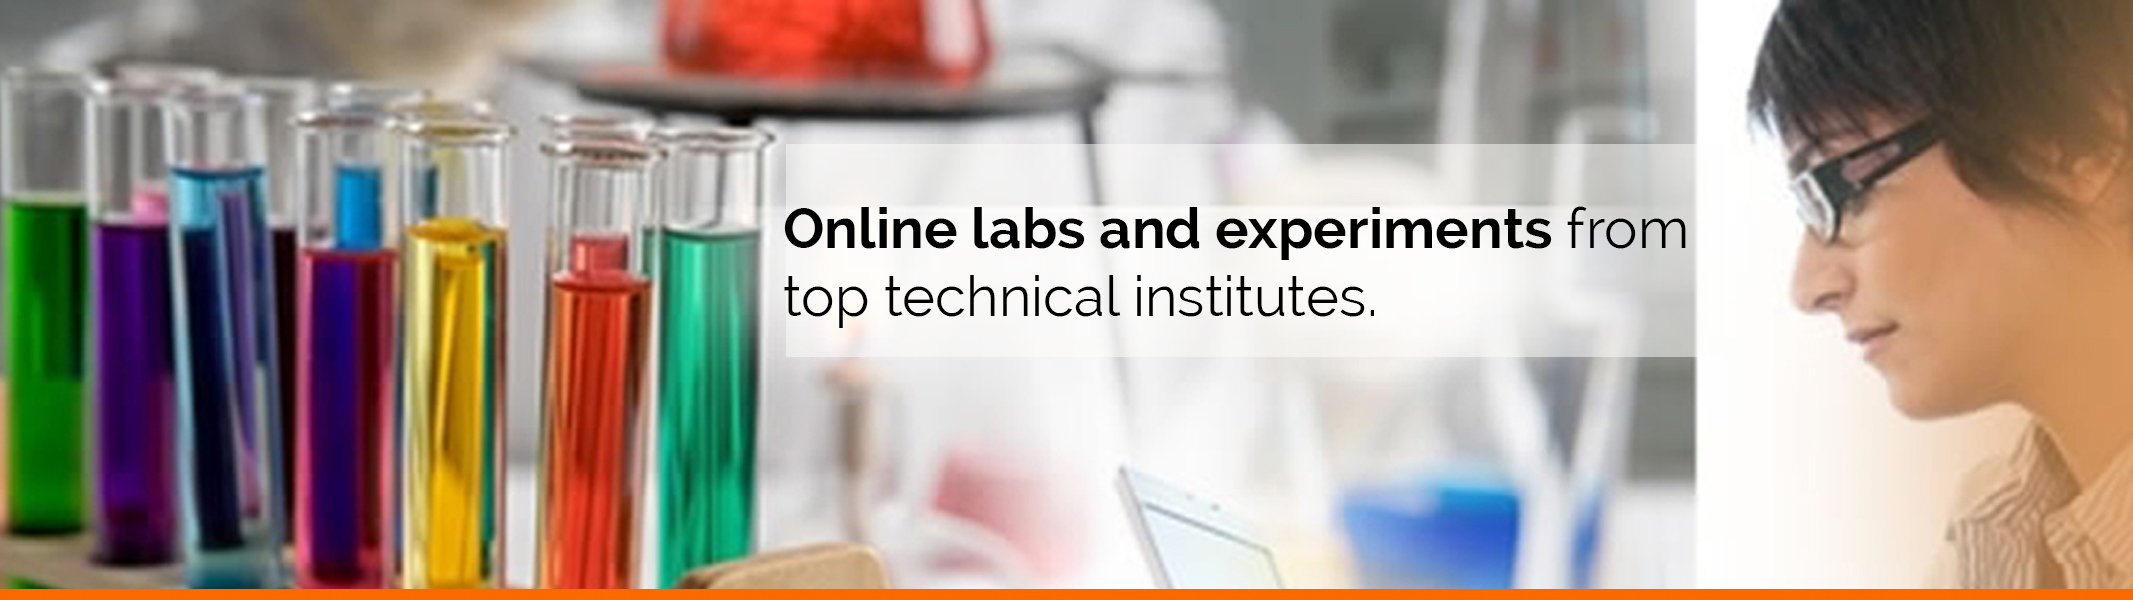 Online labs and experiments from
top technical institutes.